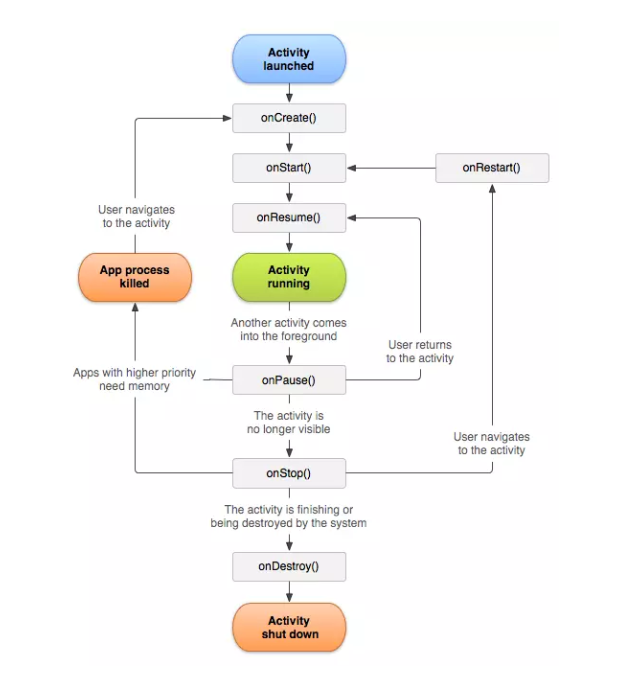 Activity
launched
onCreate()
onStart()
onRestart()
User navigates
to the activity
onResume()
App process
killed
Activity
running
Another activity comes
into the foreground
User returns
to the activity
Apps with higher priority
need memory
onPause()
The activity is
no longer visible
User navigates
to the activity
onStop()
The activity is finishing or
being destroyed by the system
onDestroy()
Activity
shut down